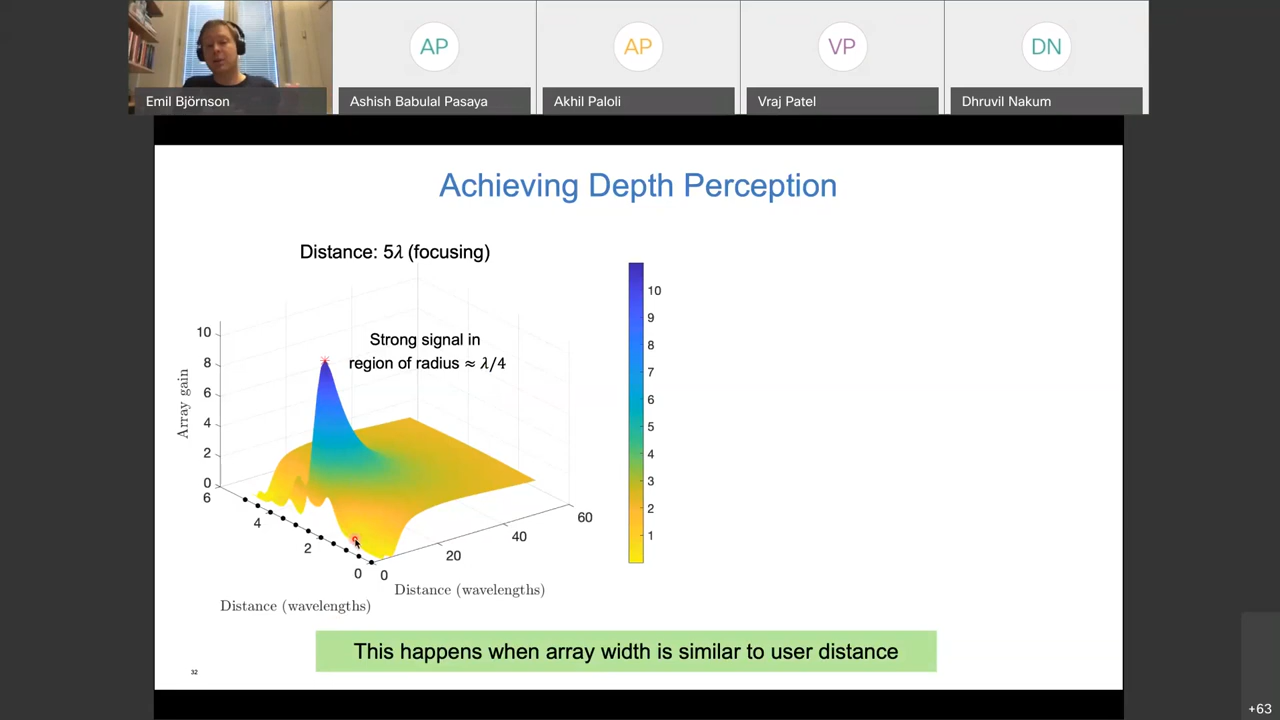 AP
AP
VP
DN
Emil Björnson
Ashish Babulal Pasaya
Akhil Paloli
Vraj Patel
Dhruvil Nakum
Achieving Depth Perception
Distance: 5λ (focusing)
Strong signal in
region of radius ≈ λ/4
Array gain
10
8
6
4
2
0
6
4
2
0
0
20
40
60
Distance (wavelengths)
Distance (wavelengths)
10
9
8
7
6
5
4
3
2
1
This happens when array width is similar to user distance
32
+63